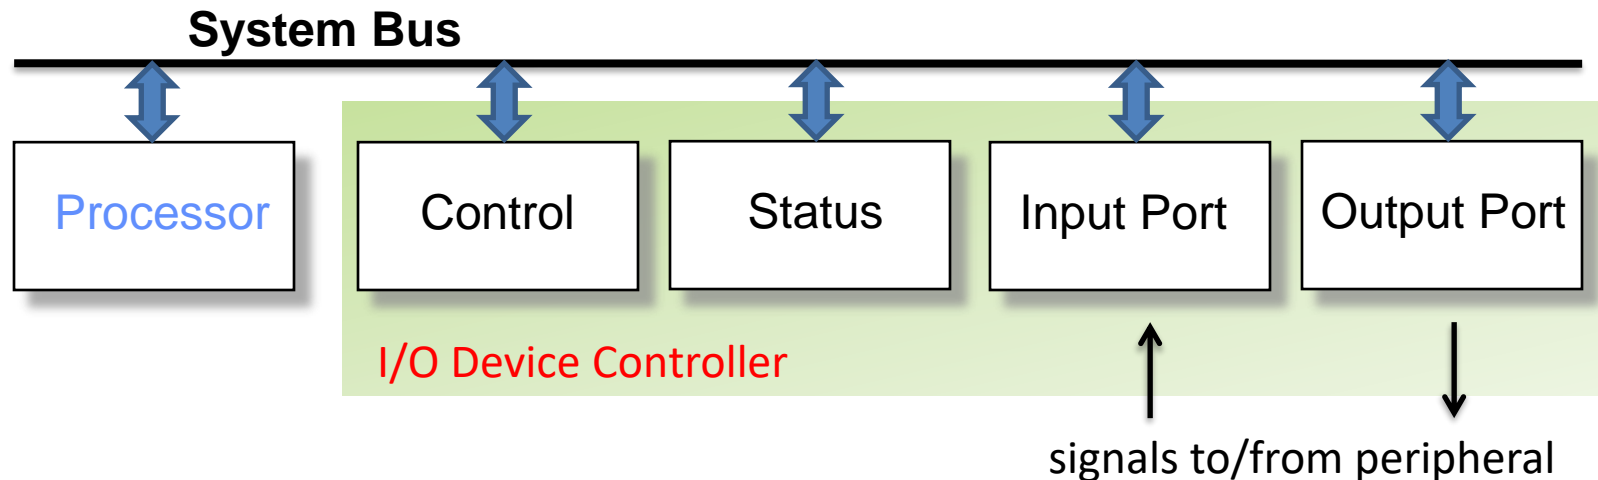 System Bus
Processor
Control
Status
Input Port
Output Port
I/O Device Controller
signals to/from peripheral